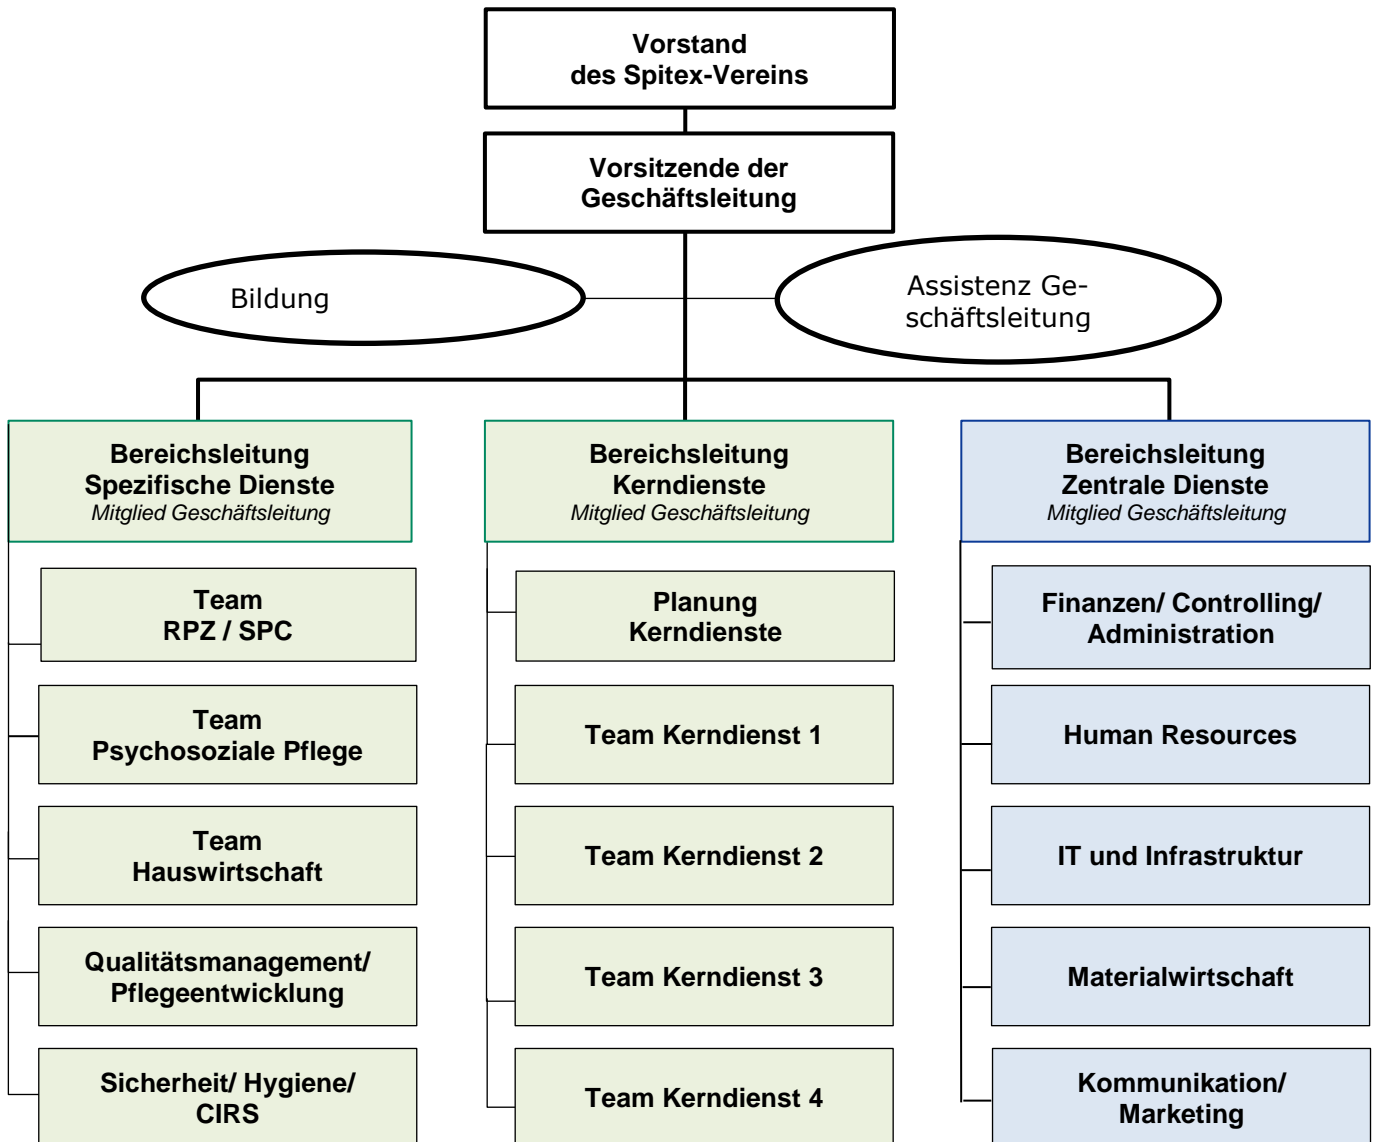 Vorstand
des Spitex-Vereins
Vorsitzende der
Geschäftsleitung
Bildung
Assistenz Ge-
schäftsleitung
Bereichsleitung
Spezifische Dienste
Mitglied Geschäftsleitung
Team
RPZ / SPC
Team
Psychosoziale Pflege
Team
Hauswirtschaft
Qualitätsmanagement/
Pflegeentwicklung
Sicherheit/ Hygiene/
CIRS
Bereichsleitung
Kerndienste
Mitglied Geschäftsleitung
Planung
Kerndienste
Team Kerndienst 1
Team Kerndienst 2
Team Kerndienst 3
Team Kerndienst 4
Bereichsleitung
Zentrale Dienste
Mitglied Geschäftsleitung
Finanzen/ Controlling/
Administration
Human Resources
IT und Infrastruktur
Materialwirtschaft
Kommunikation/
Marketing